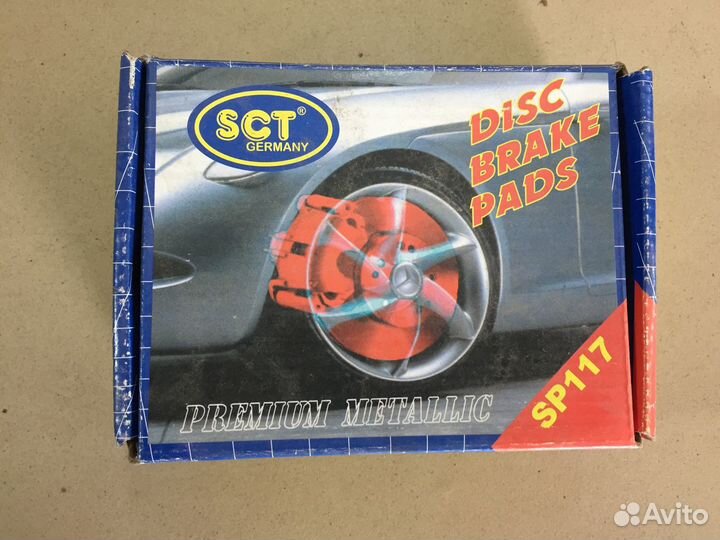 SCT®
GERMANY
DiSC
BRAKE
PADS
PREMIUM METALLIC
SP117
Avito